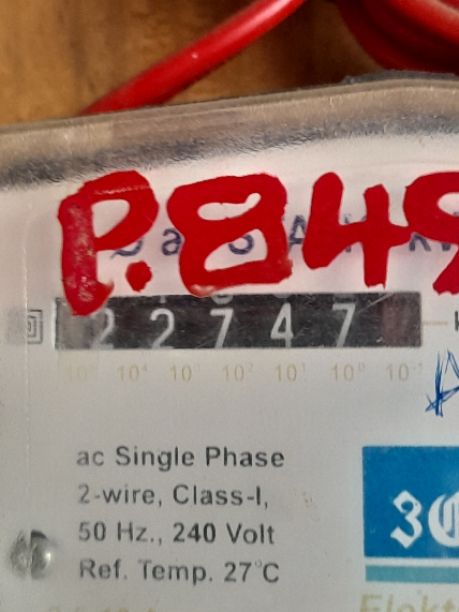 P.849
22747
10⁵ 10⁴ 10³ 10² 10¹ 10⁰ 10⁻¹
ac Single Phase
2-wire, Class-I,
50 Hz., 240 Volt
Ref. Temp. 27°C